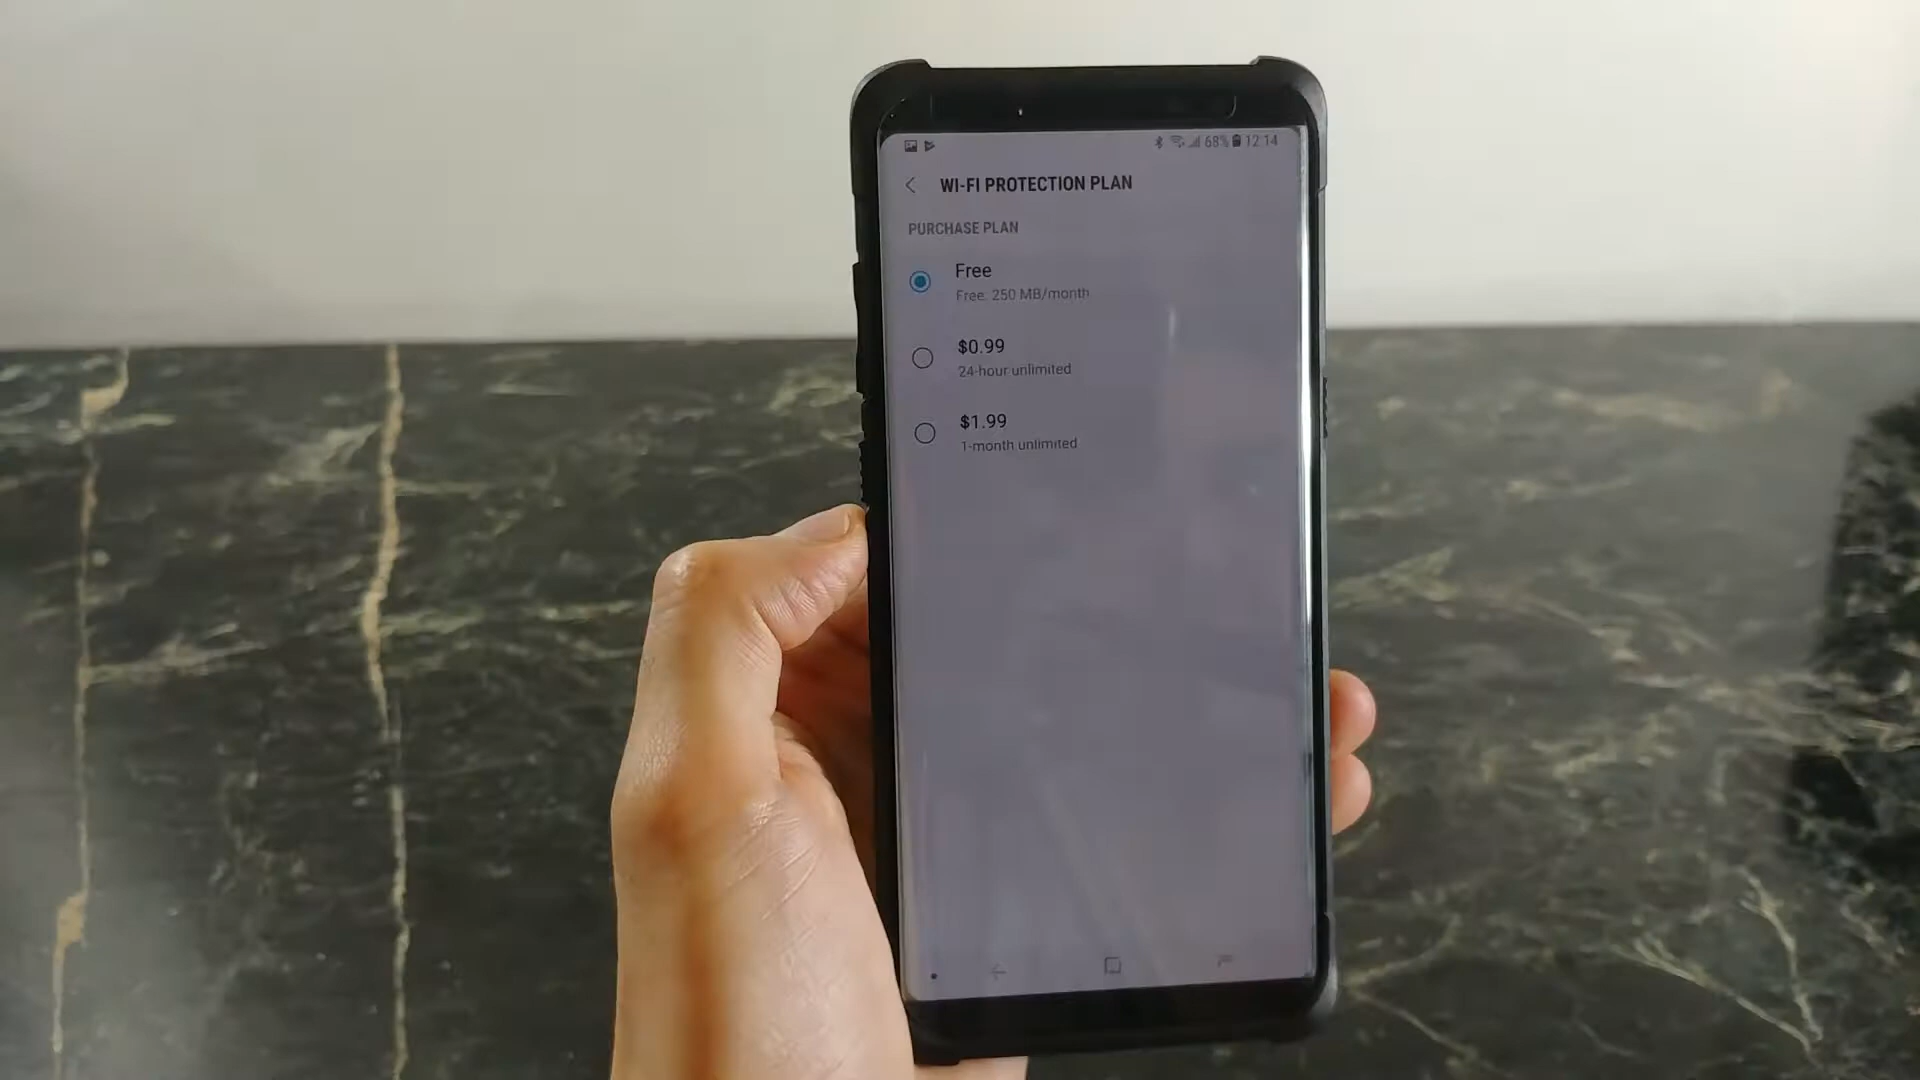 68% 12:14
WI-FI PROTECTION PLAN
PURCHASE PLAN
Free
Free: 250 MB/month
$0.99
24-hour unlimited
$1.99
1-month unlimited